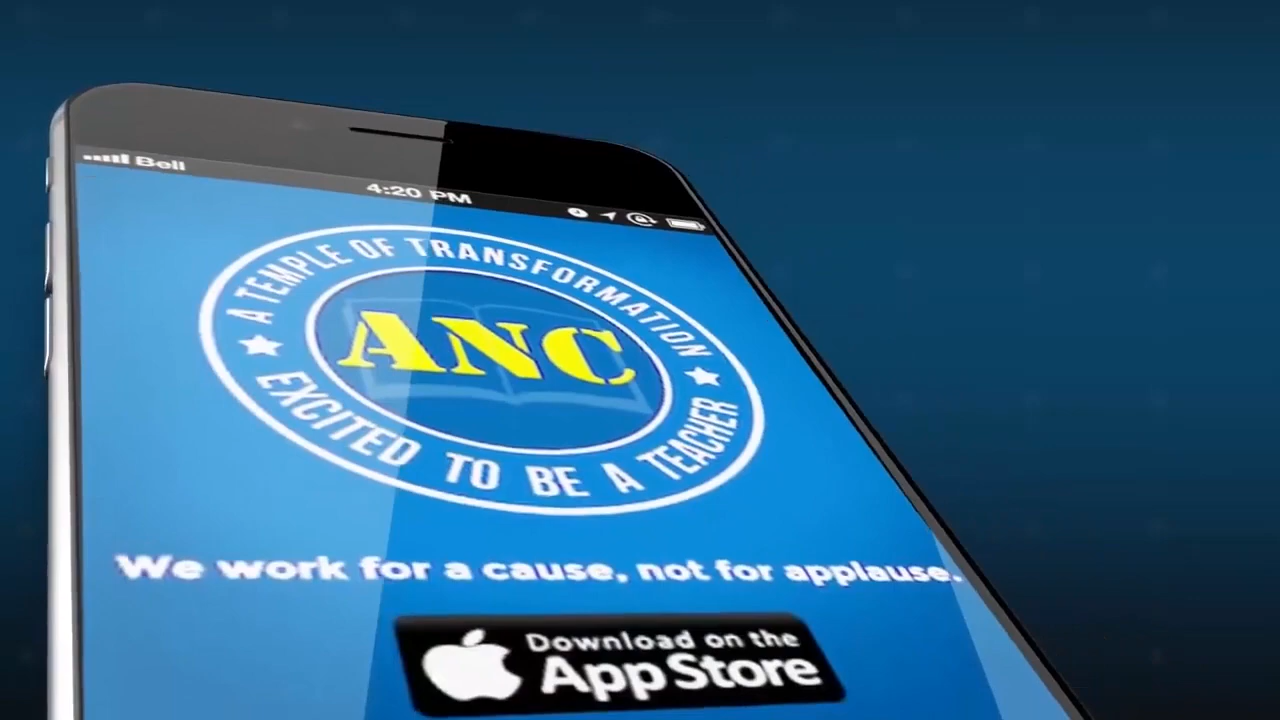 Bell
4:20 PM
A TEMPLE OF TRANSFORMATION
ANC
EXCITED TO BE A TEACHER
We work for a cause, not for applause.
Download on the
App Store